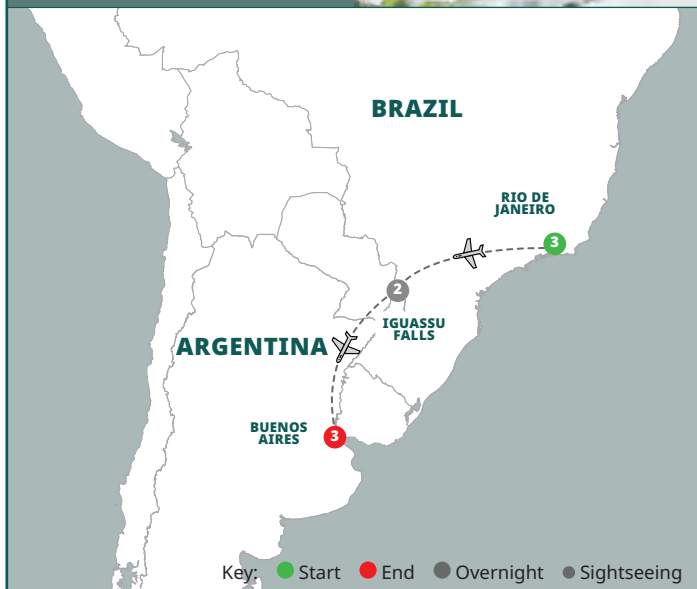 BRAZIL
RIO DE
JANEIRO
3
2
IGUASSU
FALLS
ARGENTINA
BUENOS
AIRES
3
Key: Start End Overnight Sightseeing